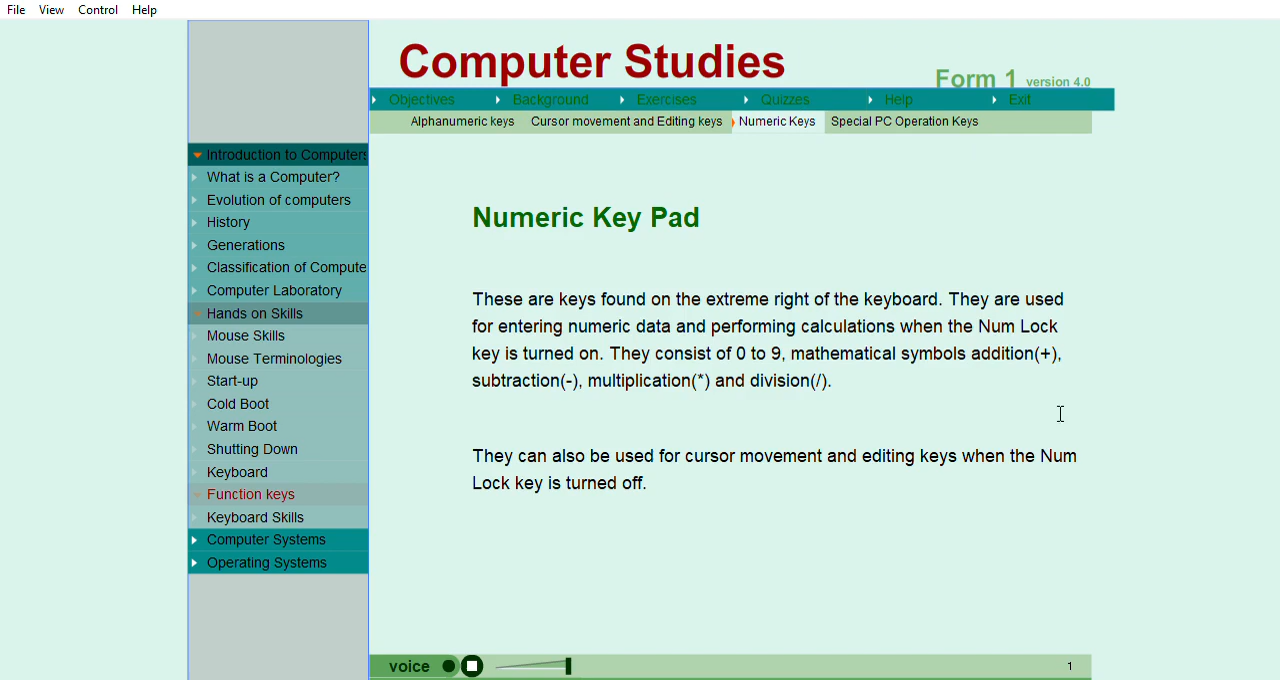 File View Control Help
Computer Studies
Form 1 version 4.0
Objectives Background Exercises Quizzes Help Exit
Alphanumeric keys Cursor movement and Editing keys Numeric Keys Special PC Operation Keys
Introduction to Computers
What is a Computer?
Evolution of computers
History
Generations
Classification of Compute
Computer Laboratory
Hands on Skills
Mouse Skills
Mouse Terminologies
Start-up
Cold Boot
Warm Boot
Shutting Down
Keyboard
Function keys
Keyboard Skills
Computer Systems
Operating Systems
Numeric Key Pad
These are keys found on the extreme right of the keyboard. They are used
for entering numeric data and performing calculations when the Num Lock
key is turned on. They consist of 0 to 9, mathematical symbols addition(+),
subtraction(-), multiplication(*) and division(/).
They can also be used for cursor movement and editing keys when the Num
Lock key is turned off.
voice
1